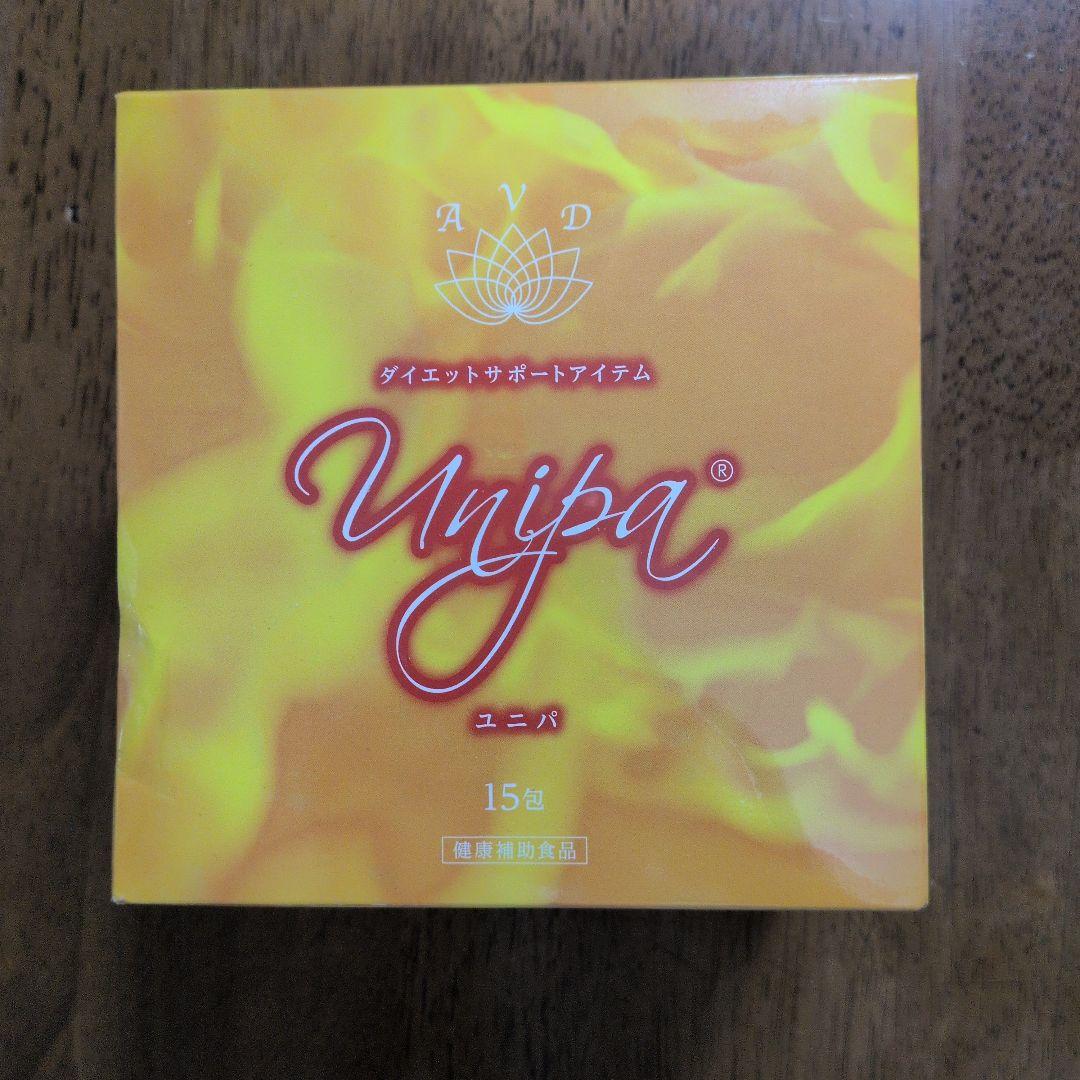 AVD
ダイエットサポートアイテム
Unipa®
ユニパ
15包
健康補助食品